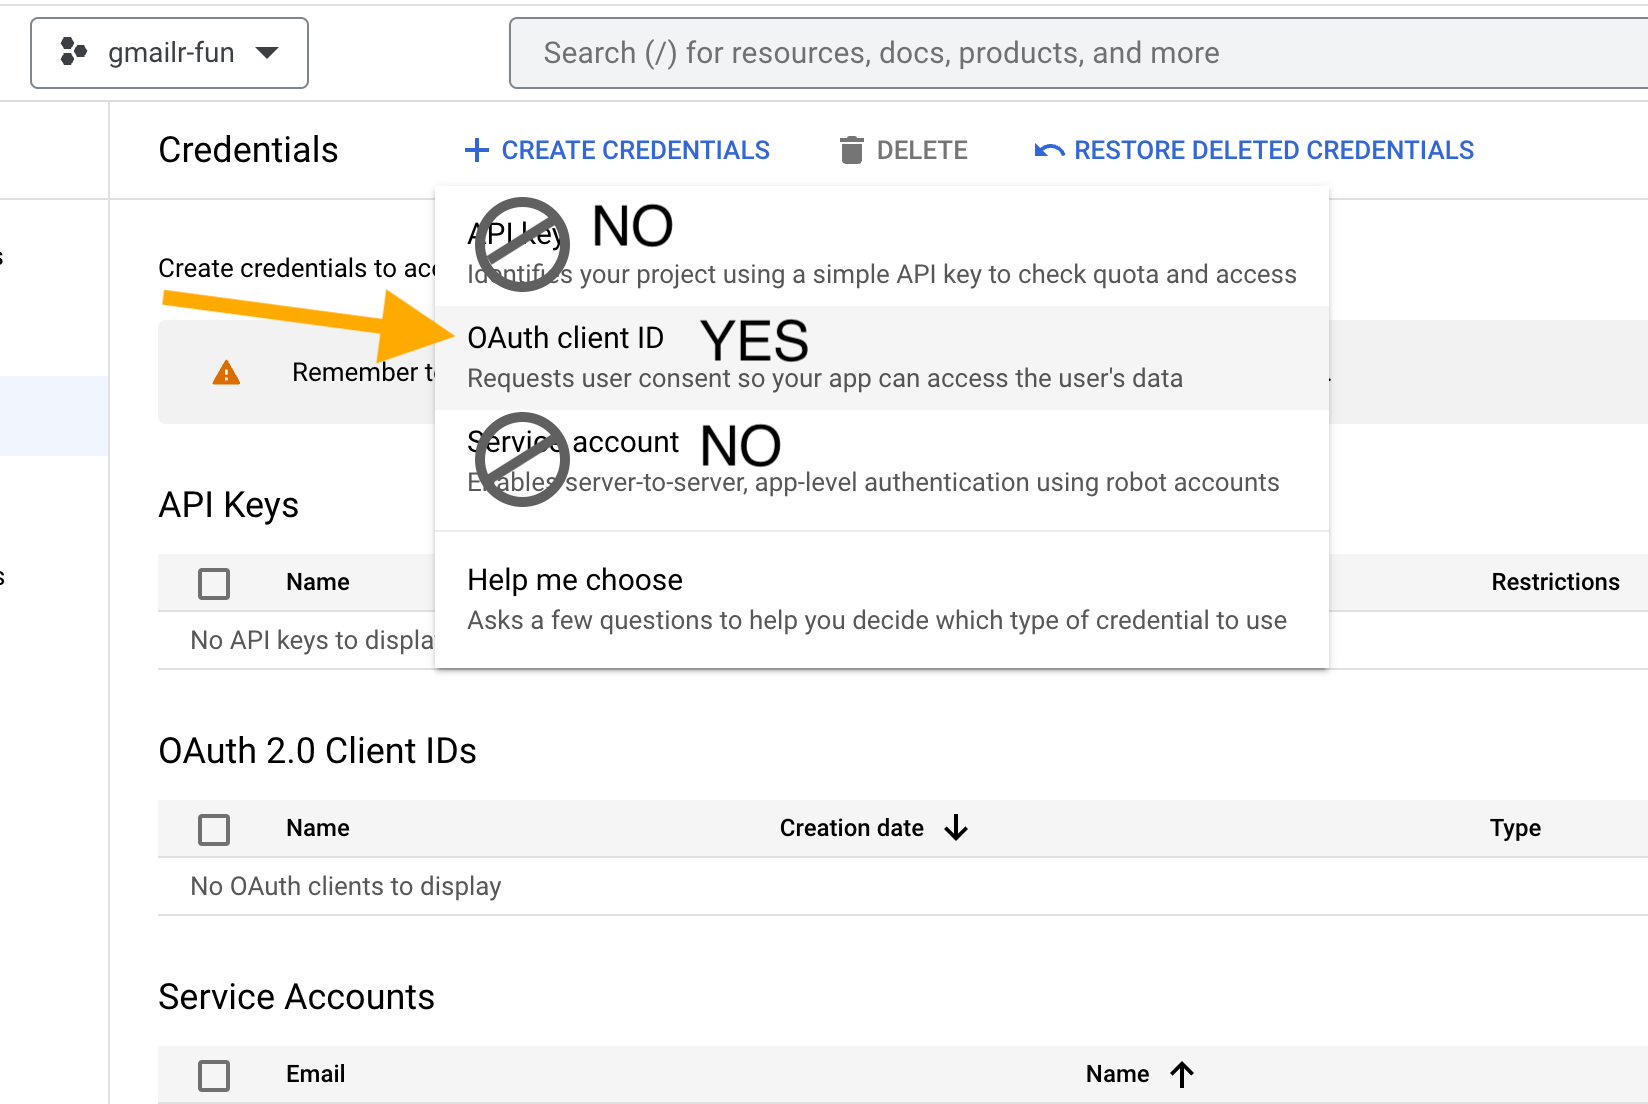 gmailr-fun
Search (/) for resources, docs, products, and more
Credentials
CREATE CREDENTIALS
DELETE
RESTORE DELETED CREDENTIALS
API key NO
Identifies your project using a simple API key to check quota and access
Create credentials to
OAuth client ID YES
Requests user consent so your app can access the user's data
Remember
Service account NO
Enables server-to-server, app-level authentication using robot accounts
API Keys
Help me choose
Asks a few questions to help you decide which type of credential to use
Name
Restrictions
No API keys to displa
OAuth 2.0 Client IDs
Name
Creation date
Type
No OAuth clients to display
Service Accounts
Email
Name